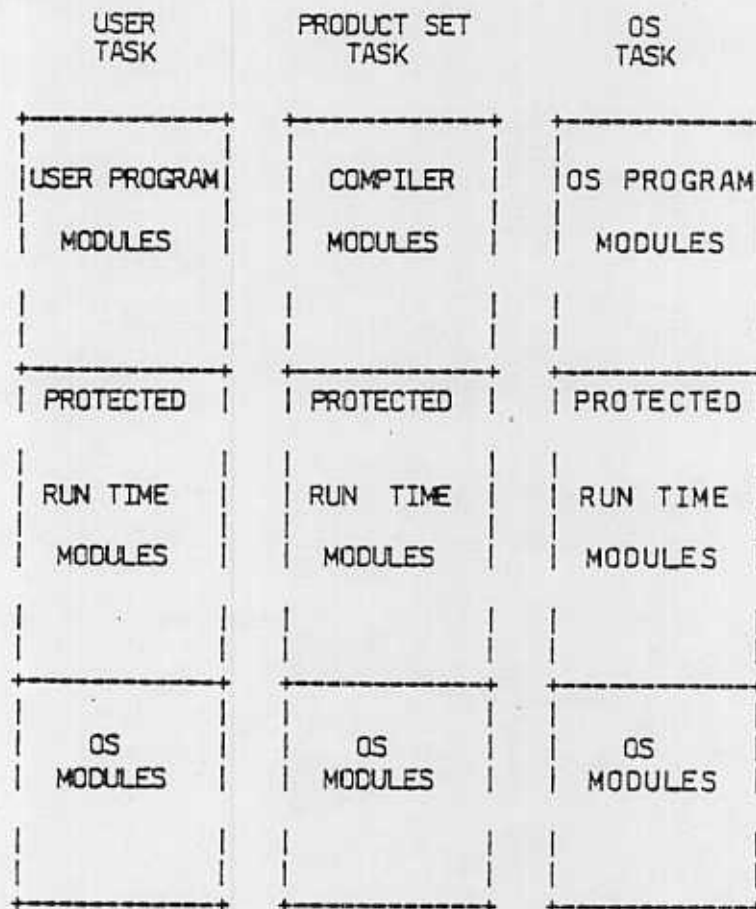 USER PRODUCT SET OS
TASK TASK TASK
USER PROGRAM COMPILER OS PROGRAM
MODULES MODULES MODULES
PROTECTED PROTECTED PROTECTED
RUN TIME RUN TIME RUN TIME
MODULES MODULES MODULES
OS OS OS
MODULES MODULES MODULES